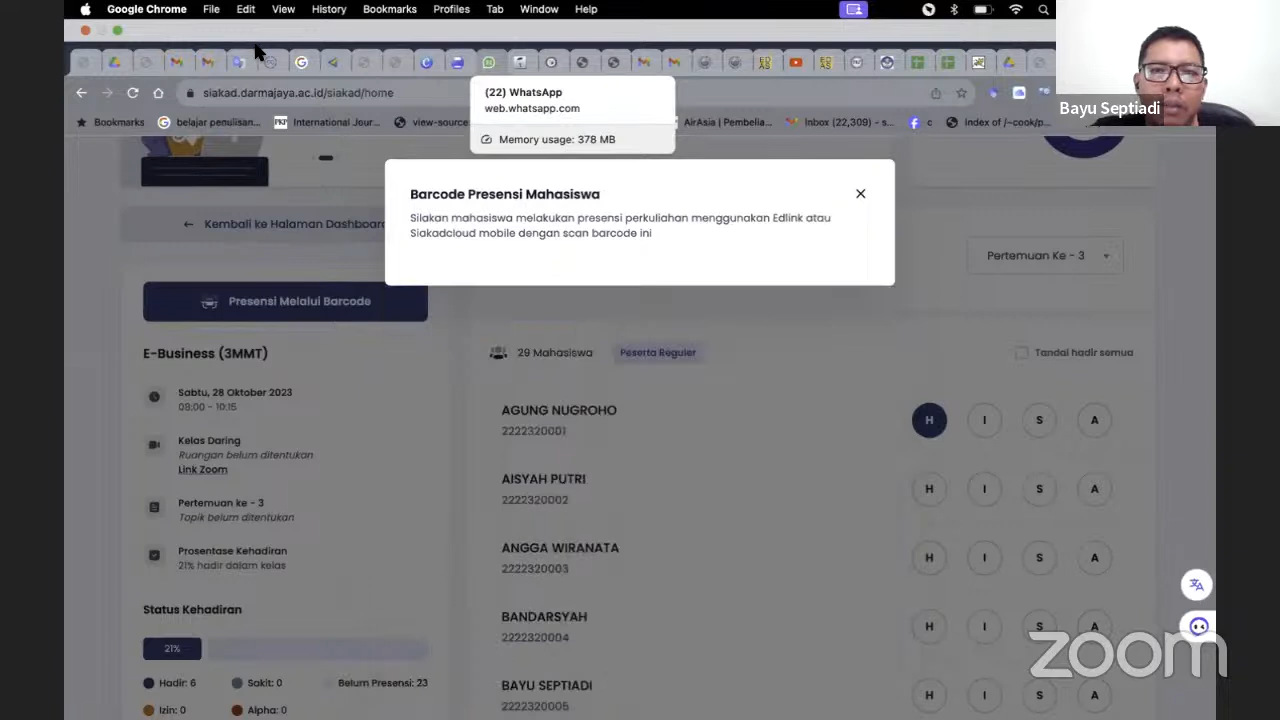 Google Chrome File Edit View History Bookmarks Profiles Tab Window Help
siakad.darmajaya.ac.id/siakad/home
(22) WhatsApp
web.whatsapp.com
Memory usage: 378 MB
Bookmarks belajar penulisan... International Jour... view-source: AirAsia | Pembelia... Inbox (22,309) - s... c Index of /~cook/p...
Bayu Septiadi
Barcode Presensi Mahasiswa
Silakan mahasiswa melakukan presensi perkuliahan menggunakan Edlink atau
Siakadcloud mobile dengan scan barcode ini
← Kembali ke Halaman Dashboard
Pertemuan Ke - 3
Presensi Melalui Barcode
E-Business (3MMT)
Sabtu, 28 Oktober 2023
09:00 - 10:15
Kelas Daring
Ruangan belum ditentukan
Link Zoom
Pertemuan ke - 3
Topik belum ditentukan
Prosentase Kehadiran
21% hadir dalam kelas
Status Kehadiran
21%
Hadir: 6 Sakit: 0 Belum Presensi: 23
Izin: 0 Alpha: 0
29 Mahasiswa Peserta Reguler Tandai hadir semua
AGUNG NUGROHO
2222320001
H I S A
AISYAH PUTRI
2222320002
H I S A
ANGGA WIRANATA
2222320003
H I S A
BANDARSYAH
2222320004
H I S A
BAYU SEPTIADI
2222320005
H I S A
zoom